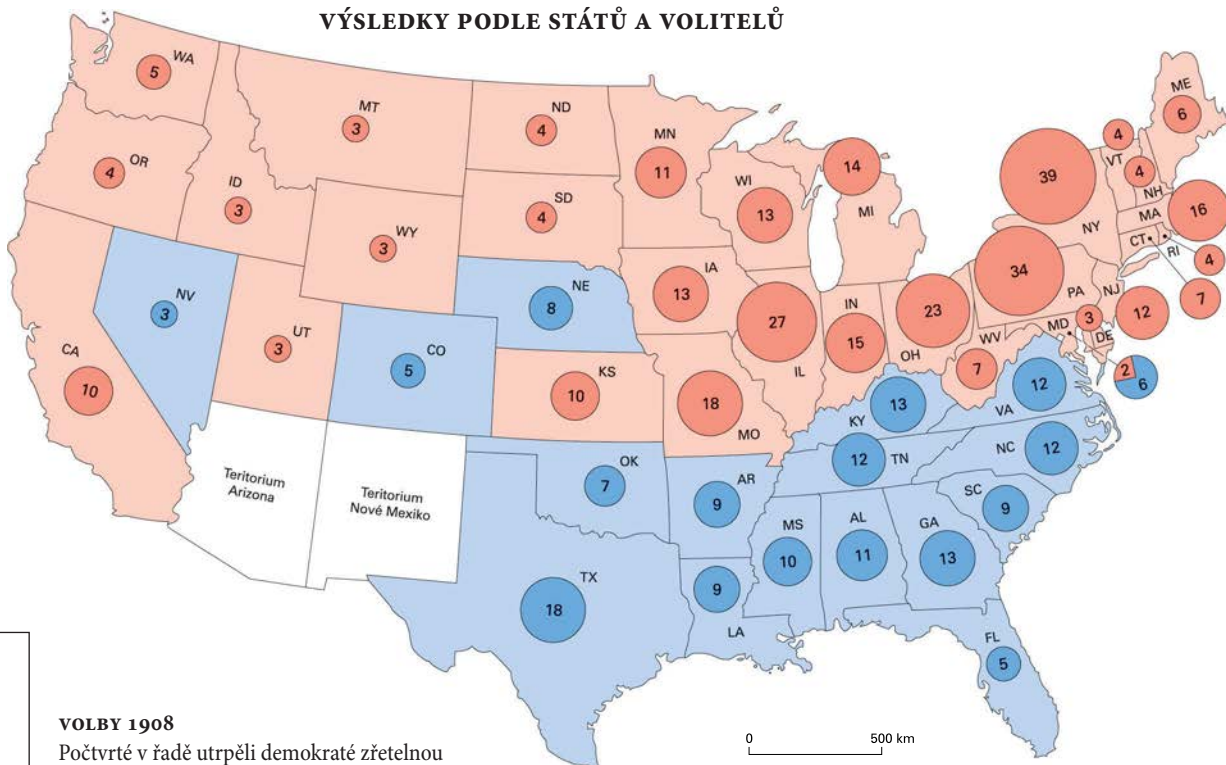 VÝSLEDKY PODLE STÁTŮ A VOLITELŮ
WA
5
OR
4
CA
10
NV
3
ID
3
MT
3
WY
3
UT
3
CO
5
Teritorium
Arizona
Teritorium
Nové Mexiko
ND
4
SD
4
NE
8
KS
10
OK
7
TX
18
MN
11
IA
13
MO
18
AR
9
9
LA
WI
13
27
IL
14
MI
IN
15
23
OH
13
KY
12
TN
MS
10
AL
11
GA
13
FL
5
SC
9
NC
12
VA
12
WV
7
34
PA
39
NY
4
VT
4
NH
ME
6
MA
16
CT
RI
4
7
NJ
12
3
MD
DE
2
6
VOLBY 1908
Počtvrté v řadě utrpěli demokraté zřetelnou
0
500 km